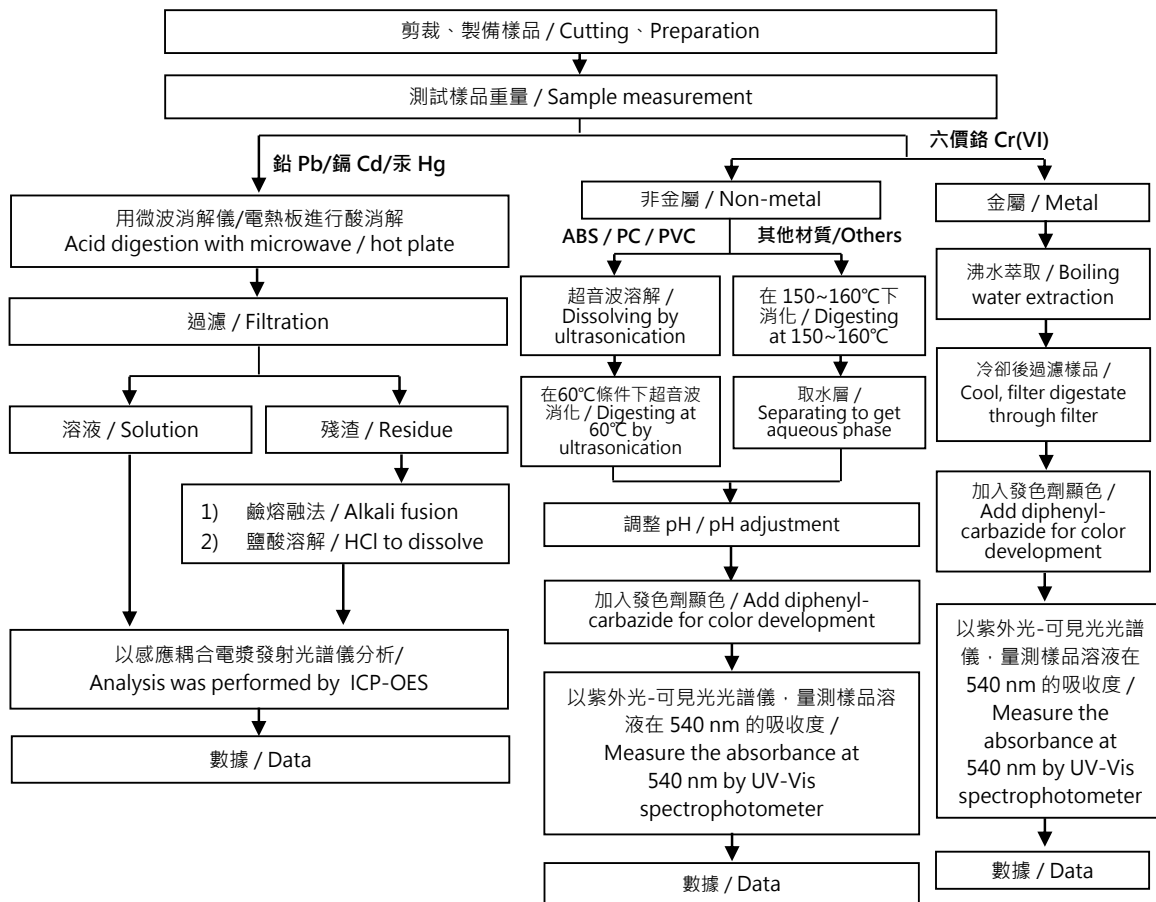 剪裁、製備樣品 / Cutting、Preparation
測試樣品重量 / Sample measurement
鉛 Pb/鎘 Cd/汞 Hg
用微波消解儀/電熱板進行酸消解
Acid digestion with microwave / hot plate
過濾 / Filtration
溶液 / Solution
殘渣 / Residue
1) 鹼熔融法 / Alkali fusion
2) 鹽酸溶解 / HCl to dissolve
以感應耦合電漿發射光譜儀分析/
Analysis was performed by ICP-OES
數據 / Data
六價鉻 Cr(VI)
非金屬 / Non-metal
ABS / PC / PVC
超音波溶解 /
Dissolving by
ultrasonication
在60℃條件下超音波
消化 / Digesting at
60℃ by
ultrasonication
其他材質/Others
在 150~160℃下
消化 / Digesting
at 150~160℃
取水層 /
Separating to get
aqueous phase
調整 pH / pH adjustment
加入發色劑顯色 / Add diphenyl-
carbazide for color development
以紫外光-可見光光譜儀，量測樣品溶
液在 540 nm 的吸收度 /
Measure the absorbance at
540 nm by UV-Vis
spectrophotometer
數據 / Data
金屬 / Metal
沸水萃取 / Boiling
water extraction
冷卻後過濾樣品 /
Cool, filter digestate
through filter
加入發色劑顯色 /
Add diphenyl-
carbazide for color
development
以紫外光-可見光光譜
儀，量測樣品溶液在
540 nm 的吸收度 /
Measure the
absorbance at
540 nm by UV-Vis
spectrophotometer
數據 / Data